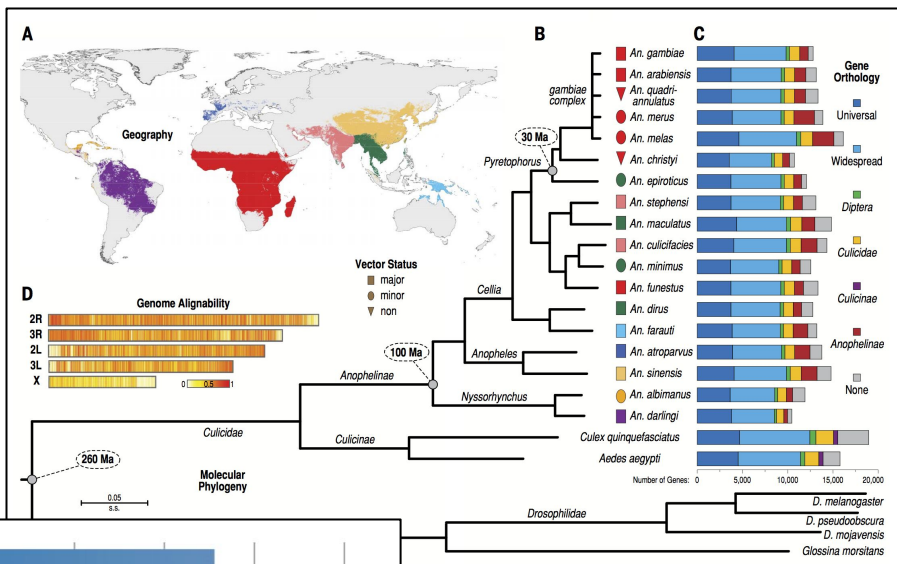 A
B
C
Geography
Vector Status
major
minor
non
D
Genome Alignability
2R
3R
2L
3L
X
0 0.5 1
gambiae
complex
30 Ma
Pyretophorus
Cellia
100 Ma
Anopheles
Anophelinae
Nyssorhynchus
Culicidae
Culicinae
260 Ma
Molecular
Phylogeny
0.05
s.s.
An. gambiae
An. arabiensis
An. quadri-
annulatus
An. merus
An. melas
An. christyi
An. epiroticus
An. stephensi
An. maculatus
An. culicifacies
An. minimus
An. funestus
An. dirus
An. farauti
An. atroparvus
An. sinensis
An. albimanus
An. darlingi
Culex quinquefasciatus
Aedes aegypti
Gene
Orthology
Universal
Widespread
Diptera
Culicidae
Culicinae
Anophelinae
None
Number of Genes: 0 5,000 10,000 15,000 20,000
Drosophilidae
D. melanogaster
D. pseudoobscura
D. mojavensis
Glossina morsitans